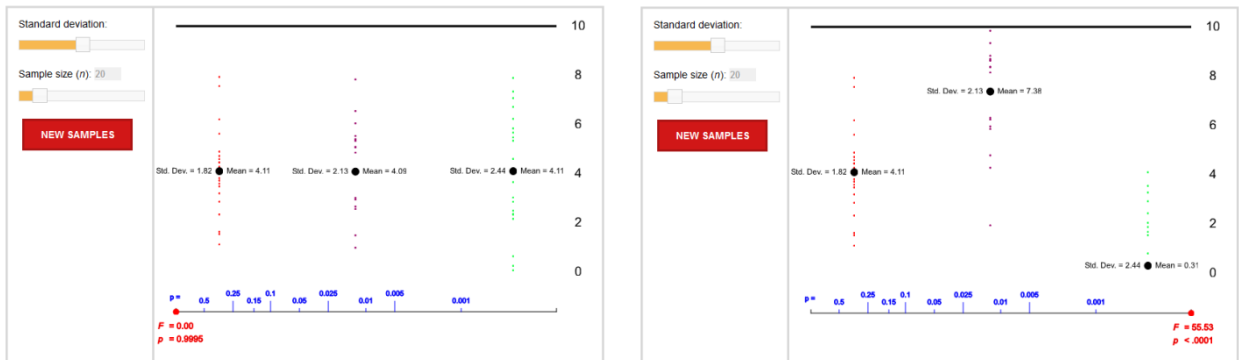 Standard deviation:
Sample size (n): 20
NEW SAMPLES
10
8
6
4
2
0
Std. Dev. = 1.82 Mean = 4.11
Std. Dev. = 2.13 Mean = 4.09
Std. Dev. = 2.44 Mean = 4.11
p =
0.5
0.25
0.15
0.1
0.05
0.025
0.01
0.005
0.001
F = 0.00
p = 0.9995
Standard deviation:
Sample size (n): 20
NEW SAMPLES
10
8
6
4
2
0
Std. Dev. = 2.13 Mean = 7.38
Std. Dev. = 1.82 Mean = 4.11
Std. Dev. = 2.44 Mean = 0.31
p =
0.5
0.25
0.15
0.1
0.05
0.025
0.01
0.005
0.001
F = 55.53
p < .0001